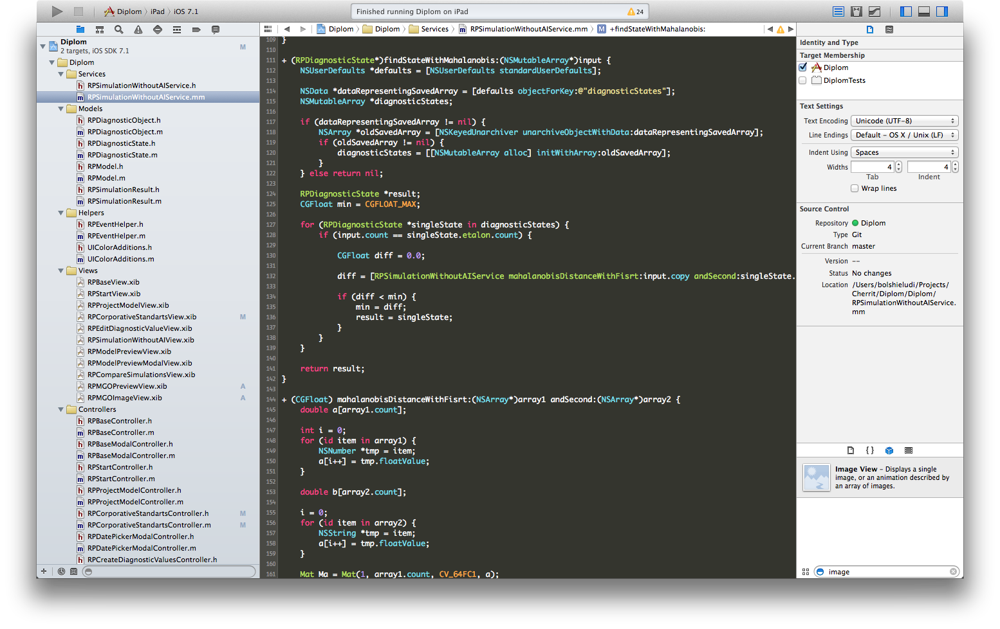 Diplom › iPad › iOS 7.1
Finished running Diplom on iPad
24
Diplom › Diplom › Services › RPSimulationWithoutAIService.mm › M +findStateWithMahalanobis:
Diplom
M
2 targets, iOS SDK 7.1
Diplom
Services
h RPSimulationWithoutAIService.h
m RPSimulationWithoutAIService.mm
Models
h RPDiagnosticObject.h
m RPDiagnosticObject.m
h RPDiagnosticState.h
m RPDiagnosticState.m
h RPModel.h
m RPModel.m
h RPSimulationResult.h
m RPSimulationResult.m
Helpers
h RPEventHelper.h
m RPEventHelper.m
h UIColorAdditions.h
m UIColorAdditions.m
Views
RPBaseView.xib
RPStartView.xib
RPProjectModelView.xib
RPCorporativeStandartsView.xib M
RPEditDiagnosticValueView.xib
RPSimulationWithoutAIView.xib
RPModelPreviewView.xib
RPModelPreviewModalView.xib
RPCompareSimulationsView.xib
RPMGOPreviewView.xib A
RPMGOImageView.xib A
Controllers
h RPBaseController.h
m RPBaseController.m
h RPBaseModalController.h
m RPBaseModalController.m
h RPStartController.h
m RPStartController.m
h RPProjectModelController.h
m RPProjectModelController.m
h RPCorporativeStandartsController.h M
m RPCorporativeStandartsController.m M
h RPDatePickerModalController.h
m RPDatePickerModalController.m
h RPCreateDiagnosticValuesController.h
109 }
110
111 + (RPDiagnosticState*)findStateWithMahalanobis:(NSMutableArray*)input {
112 NSUserDefaults *defaults = [NSUserDefaults standardUserDefaults];
113
114 NSData *dataRepresentingSavedArray = [defaults objectForKey:@"diagnosticStates"];
115 NSMutableArray *diagnosticStates;
116
117 if (dataRepresentingSavedArray != nil) {
118 NSArray *oldSavedArray = [NSKeyedUnarchiver unarchiveObjectWithData:dataRepresentingSavedArray];
119 if (oldSavedArray != nil) {
120 diagnosticStates = [[NSMutableArray alloc] initWithArray:oldSavedArray];
121 }
122 } else return nil;
123
124 RPDiagnosticState *result;
125 CGFloat min = CGFLOAT_MAX;
126
127 for (RPDiagnosticState *singleState in diagnosticStates) {
128 if (input.count == singleState.etalon.count) {
129
130 CGFloat diff = 0.0;
131
132 diff = [RPSimulationWithoutAIService mahalanobisDistanceWithFisrt:input.copy andSecond:singleState.
133
134 if (diff < min) {
135 min = diff;
136 result = singleState;
137 }
138 }
139 }
140
141 return result;
142 }
143
144 + (CGFloat) mahalanobisDistanceWithFisrt:(NSArray*)array1 andSecond:(NSArray*)array2 {
145 double a[array1.count];
146
147 int i = 0;
148 for (id item in array1) {
149 NSNumber *tmp = item;
150 a[i++] = tmp.floatValue;
151 }
152
153 double b[array2.count];
154
155 i = 0;
156 for (id item in array2) {
157 NSString *tmp = item;
158 a[i++] = tmp.floatValue;
159 }
160
161 Mat Ma = Mat(1, array1.count, CV_64FC1, a);
Identity and Type
Target Membership
Diplom
DiplomTests
Text Settings
Text Encoding Unicode (UTF-8)
Line Endings Default - OS X / Unix (LF)
Indent Using Spaces
Widths 4 4
Tab Indent
Wrap lines
Source Control
Repository Diplom
Type Git
Current Branch master
Version --
Status No changes
Location /Users/bolshieludi/Projects/
Cherrit/Diplom/Diplom/
RPSimulationWithoutAIService.
mm
{ }
Image View - Displays a single
image, or an animation described by
an array of images.
image